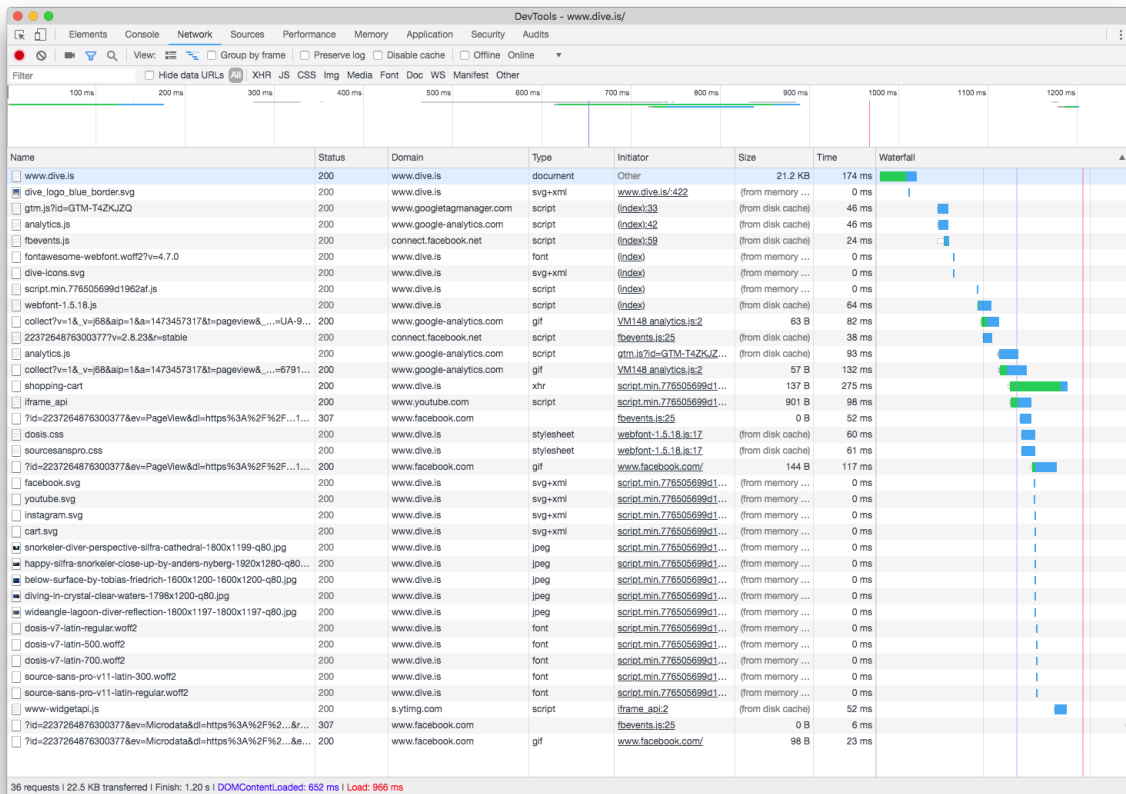 DevTools - www.dive.is/
Elements Console Network Sources Performance Memory Application Security Audits
View: Group by frame Preserve log Disable cache Offline Online
Filter Hide data URLs All XHR JS CSS Img Media Font Doc WS Manifest Other
100 ms 200 ms 300 ms 400 ms 500 ms 600 ms 700 ms 800 ms 900 ms 1000 ms 1100 ms 1200 ms
Name Status Domain Type Initiator Size Time Waterfall
www.dive.is 200 www.dive.is document Other 21.2 KB 174 ms
dive_logo_blue_border.svg 200 www.dive.is svg+xml www.dive.is/:422 (from memory ... 0 ms
gtm.js?id=GTM-T4ZKJZQ 200 www.googletagmanager.com script (index):33 (from disk cache) 46 ms
analytics.js 200 www.google-analytics.com script (index):42 (from disk cache) 46 ms
fbevents.js 200 connect.facebook.net script (index):59 (from disk cache) 24 ms
fontawesome-webfont.woff2?v=4.7.0 200 www.dive.is font (index) (from memory ... 0 ms
dive-icons.svg 200 www.dive.is svg+xml (index) (from memory ... 0 ms
script.min.776505699d1962af.js 200 www.dive.is script (index) (from memory ... 0 ms
webfont-1.5.18.js 200 www.dive.is script (index) (from disk cache) 64 ms
collect?v=1&_v=j68&aip=1&a=1473457317&t=pageview&_...=UA-9... 200 www.google-analytics.com gif VM148 analytics.js:2 63 B 82 ms
2237264876300377?v=2.8.23&r=stable 200 connect.facebook.net script fbevents.js:25 (from disk cache) 38 ms
analytics.js 200 www.google-analytics.com script gtm.js?id=GTM-T4ZKJZ... (from disk cache) 93 ms
collect?v=1&_v=j68&aip=1&a=1473457317&t=pageview&_...=6791... 200 www.google-analytics.com gif VM148 analytics.js:2 57 B 132 ms
shopping-cart 200 www.dive.is xhr script.min.776505699d1... 137 B 275 ms
iframe_api 200 www.youtube.com script script.min.776505699d1... 901 B 98 ms
?id=2237264876300377&ev=PageView&dl=https%3A%2F%2F...1... 307 www.facebook.com fbevents.js:25 0 B 52 ms
dosis.css 200 www.dive.is stylesheet webfont-1.5.18.js:17 (from disk cache) 60 ms
sourcesanspro.css 200 www.dive.is stylesheet webfont-1.5.18.js:17 (from disk cache) 61 ms
?id=2237264876300377&ev=PageView&dl=https%3A%2F%2F...1... 200 www.facebook.com gif www.facebook.com/ 144 B 117 ms
facebook.svg 200 www.dive.is svg+xml script.min.776505699d1... (from memory ... 0 ms
youtube.svg 200 www.dive.is svg+xml script.min.776505699d1... (from memory ... 0 ms
instagram.svg 200 www.dive.is svg+xml script.min.776505699d1... (from memory ... 0 ms
cart.svg 200 www.dive.is svg+xml script.min.776505699d1... (from memory ... 0 ms
snorkeler-diver-perspective-silfra-cathedral-1800x1199-q80.jpg 200 www.dive.is jpeg script.min.776505699d1... (from memory ... 0 ms
happy-silfra-snorkeler-close-up-by-anders-nyberg-1920x1280-q80... 200 www.dive.is jpeg script.min.776505699d1... (from memory ... 0 ms
below-surface-by-tobias-friedrich-1600x1200-1600x1200-q80.jpg 200 www.dive.is jpeg script.min.776505699d1... (from memory ... 0 ms
diving-in-crystal-clear-waters-1798x1200-q80.jpg 200 www.dive.is jpeg script.min.776505699d1... (from memory ... 0 ms
wideangle-lagoon-diver-reflection-1800x1197-1800x1197-q80.jpg 200 www.dive.is jpeg script.min.776505699d1... (from memory ... 0 ms
dosis-v7-latin-regular.woff2 200 www.dive.is font script.min.776505699d1... (from memory ... 0 ms
dosis-v7-latin-500.woff2 200 www.dive.is font script.min.776505699d1... (from memory ... 0 ms
dosis-v7-latin-700.woff2 200 www.dive.is font script.min.776505699d1... (from memory ... 0 ms
source-sans-pro-v11-latin-300.woff2 200 www.dive.is font script.min.776505699d1... (from memory ... 0 ms
source-sans-pro-v11-latin-regular.woff2 200 www.dive.is font script.min.776505699d1... (from memory ... 0 ms
www-widgetapi.js 200 s.ytimg.com script iframe_api:2 (from disk cache) 52 ms
?id=2237264876300377&ev=Microdata&dl=https%3A%2F%2...&r... 307 www.facebook.com fbevents.js:25 0 B 6 ms
?id=2237264876300377&ev=Microdata&dl=https%3A%2F%2...&e... 200 www.facebook.com gif www.facebook.com/ 98 B 23 ms
36 requests | 22.5 KB transferred | Finish: 1.20 s | DOMContentLoaded: 652 ms | Load: 966 ms